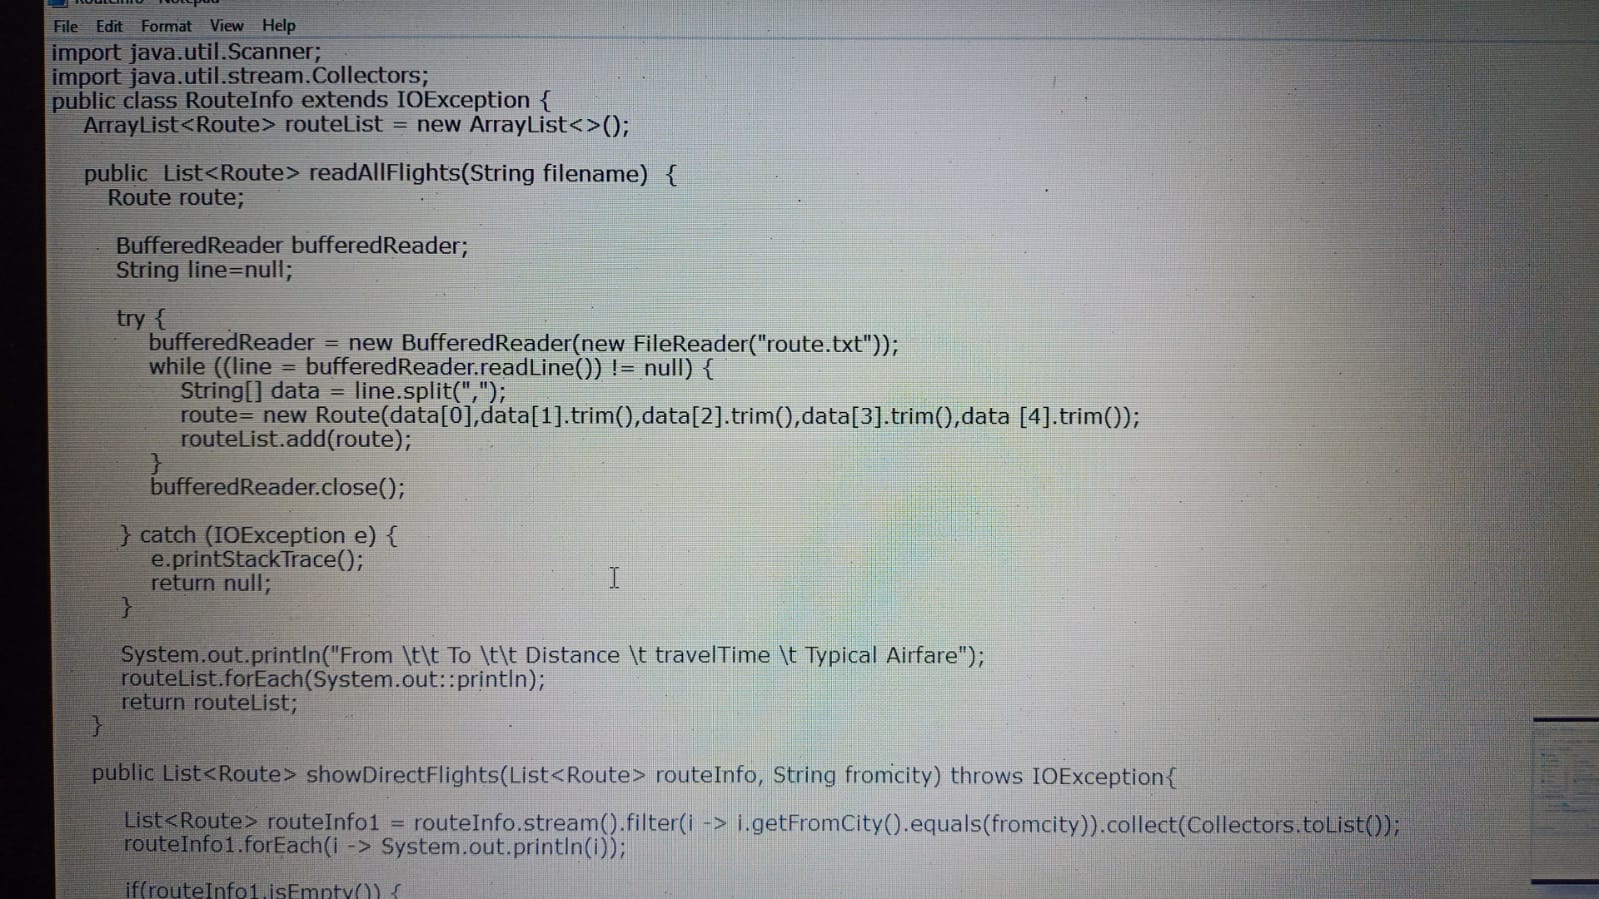 RouteInfo - Notepad
File Edit Format View Help
import java.util.Scanner;
import java.util.stream.Collectors;
public class RouteInfo extends IOException {
ArrayList<Route> routeList = new ArrayList<>();
public List<Route> readAllFlights(String filename) {
Route route;
BufferedReader bufferedReader;
String line=null;
try {
bufferedReader = new BufferedReader(new FileReader("route.txt"));
while ((line = bufferedReader.readLine()) != null) {
String[] data = line.split(",");
route= new Route(data[0],data[1].trim(),data[2].trim(),data[3].trim(),data [4].trim());
routeList.add(route);
}
bufferedReader.close();
} catch (IOException e) {
e.printStackTrace();
return null;
}
System.out.println("From \t\t To \t\t Distance \t travelTime \t Typical Airfare");
routeList.forEach(System.out::println);
return routeList;
}
public List<Route> showDirectFlights(List<Route> routeInfo, String fromcity) throws IOException{
List<Route> routeInfo1 = routeInfo.stream().filter(i -> i.getFromCity().equals(fromcity)).collect(Collectors.toList());
routeInfo1.forEach(i -> System.out.println(i));
if(routeInfo1.isEmpty()) {